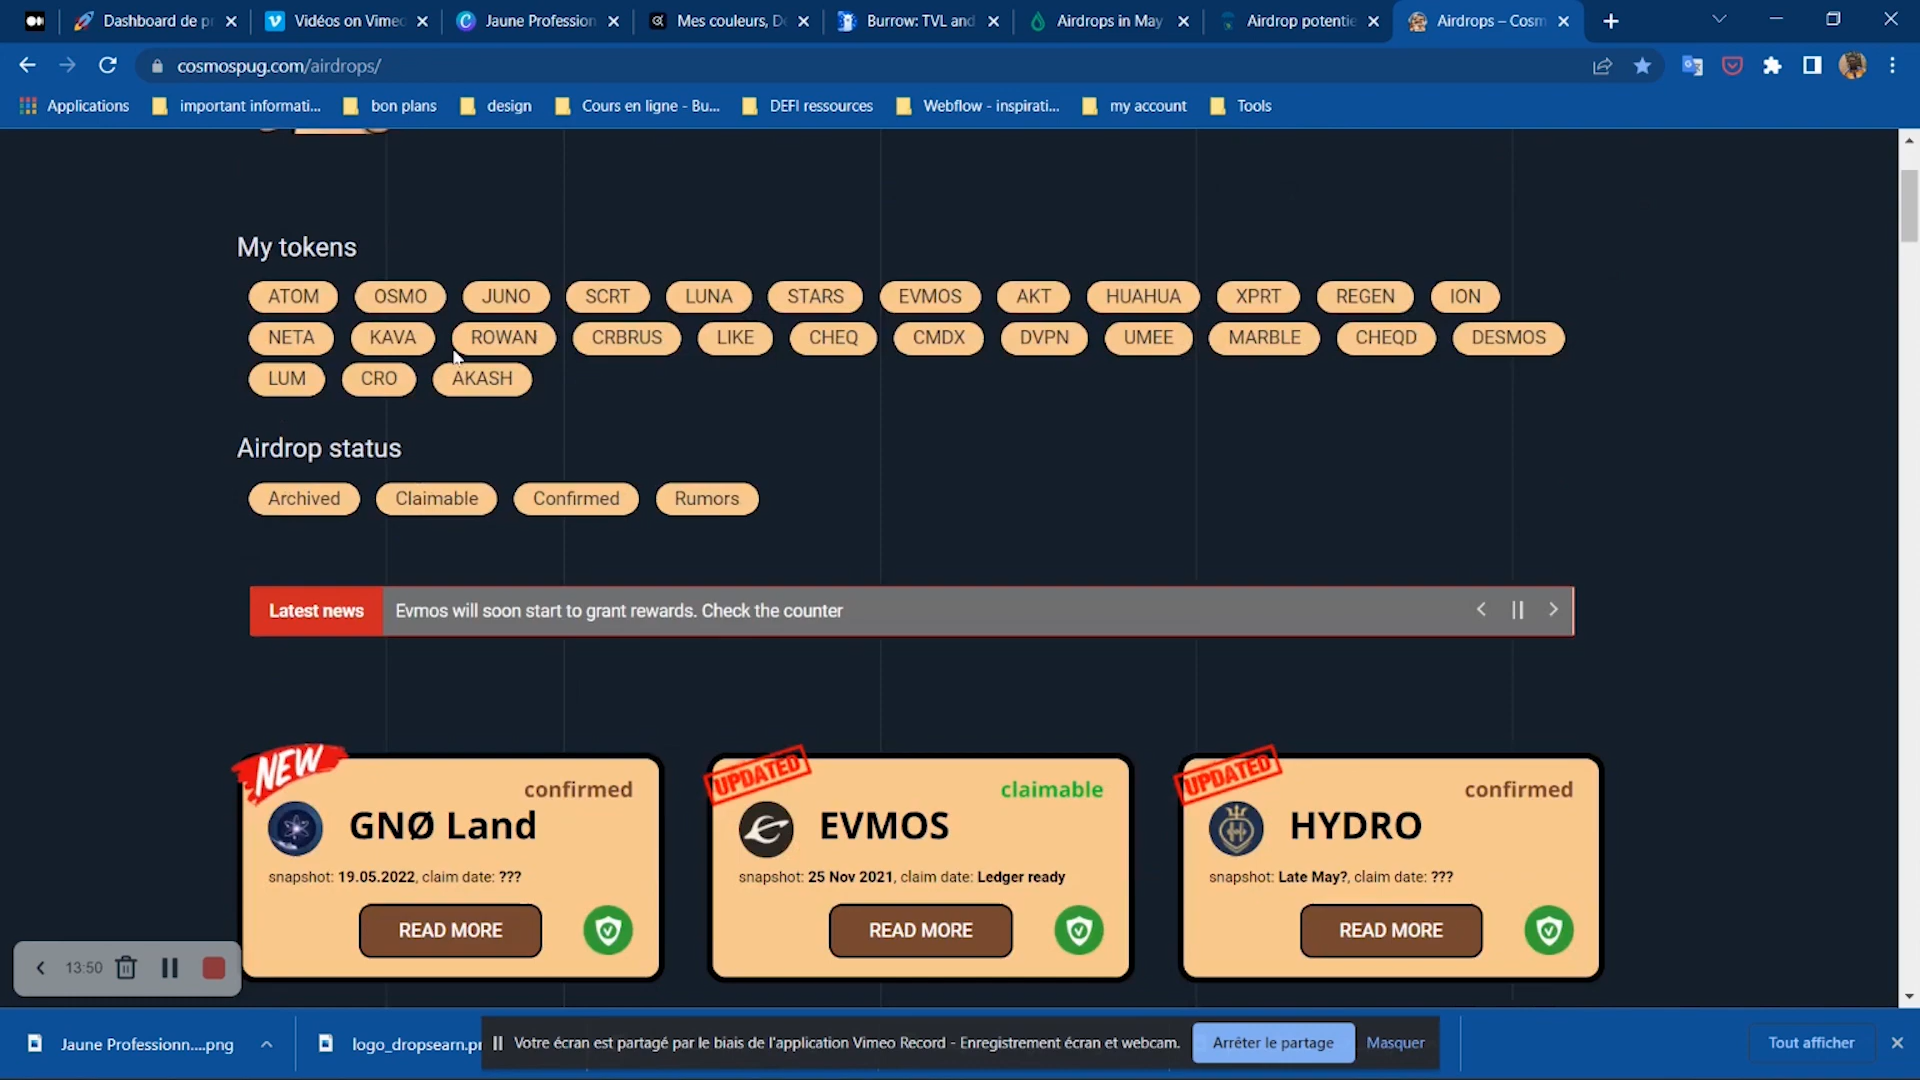 Dashboard de pr
Vidéos on Vimeo
Jaune Profession
Mes couleurs, De
Burrow: TVL and
Airdrops in May
Airdrop potentie
Airdrops – Cosm
cosmospug.com/airdrops/
Applications
important informati...
bon plans
design
Cours en ligne - Bu...
DEFI ressources
Webflow - inspirati...
my account
Tools
My tokens
ATOM OSMO JUNO SCRT LUNA STARS EVMOS AKT HUAHUA XPRT REGEN ION
NETA KAVA ROWAN CRBRUS LIKE CHEQ CMDX DVPN UMEE MARBLE CHEQD DESMOS
LUM CRO AKASH
Airdrop status
Archived Claimable Confirmed Rumors
Latest news Evmos will soon start to grant rewards. Check the counter
NEW
confirmed
GNØ Land
snapshot: 19.05.2022, claim date: ???
READ MORE
UPDATED
claimable
EVMOS
snapshot: 25 Nov 2021, claim date: Ledger ready
READ MORE
UPDATED
confirmed
HYDRO
snapshot: Late May?, claim date: ???
READ MORE
13:50
Jaune Professionn....png
logo_dropsearn.pn
Votre écran est partagé par le biais de l'application Vimeo Record - Enregistrement écran et webcam.
Arrêter le partage
Masquer
Tout afficher